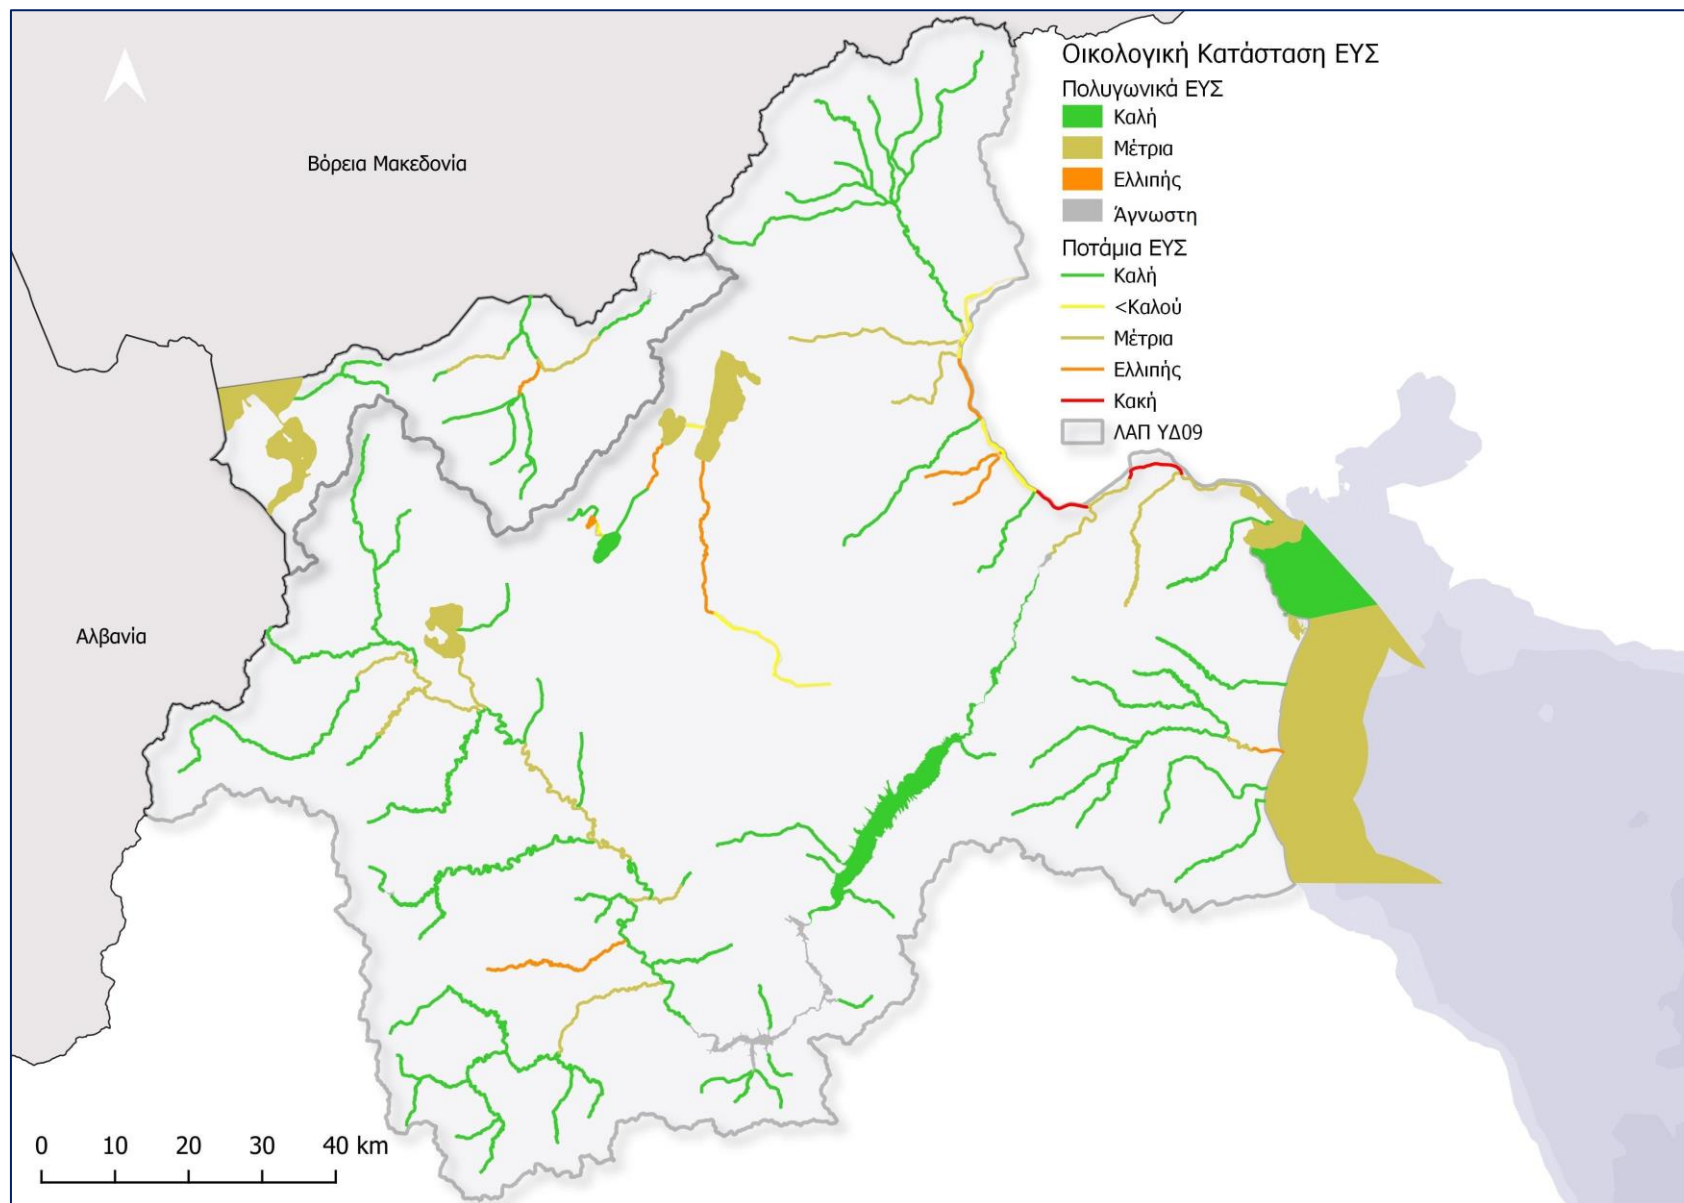 Οικολογική Κατάσταση ΕΥΣ
Πολυγωνικά ΕΥΣ
Καλή
Μέτρια
Ελλιπής
Άγνωστη
Ποτάμια ΕΥΣ
Καλή
<Καλού
Μέτρια
Ελλιπής
Κακή
ΛΑΠ ΥΔ09
Βόρεια Μακεδονία
Αλβανία
0 10 20 30 40 km